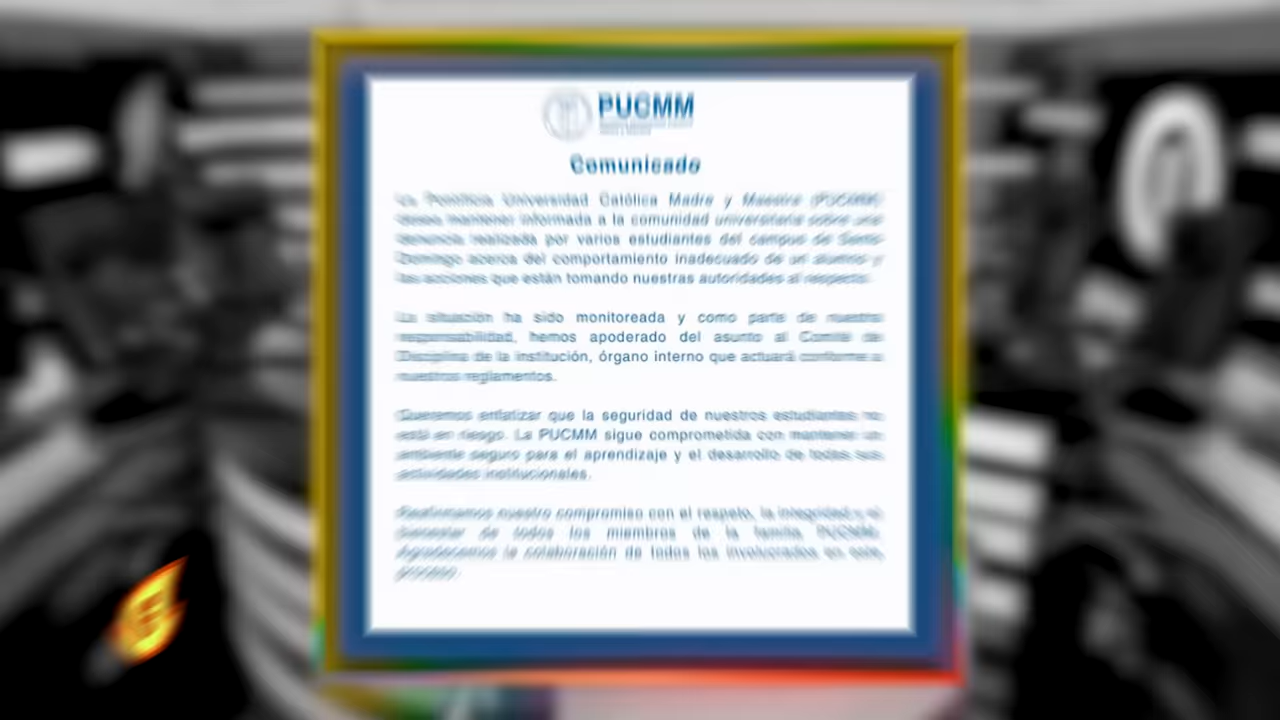 PUCMM
Comunicado
La Pontificia Universidad Católica Madre y Maestra (PUCMM)
desea mantener informada a la comunidad universitaria sobre una
denuncia realizada por varios estudiantes del campus de Santo
Domingo acerca del comportamiento inadecuado de un alumno y
las acciones que están tomando nuestras autoridades al respecto.
La situación ha sido monitoreada y como parte de nuestra
responsabilidad, hemos apoderado del asunto al Comité de
Disciplina de la institución, órgano interno que actuará conforme a
nuestros reglamentos.
Queremos enfatizar que la seguridad de nuestros estudiantes no
está en riesgo. La PUCMM sigue comprometida con mantener un
ambiente seguro para el aprendizaje y el desarrollo de todas sus
actividades institucionales.
Reafirmamos nuestro compromiso con el respeto, la integridad y el
bienestar de todos los miembros de la familia PUCMM.
Agradecemos la colaboración de todos los involucrados en este
proceso.